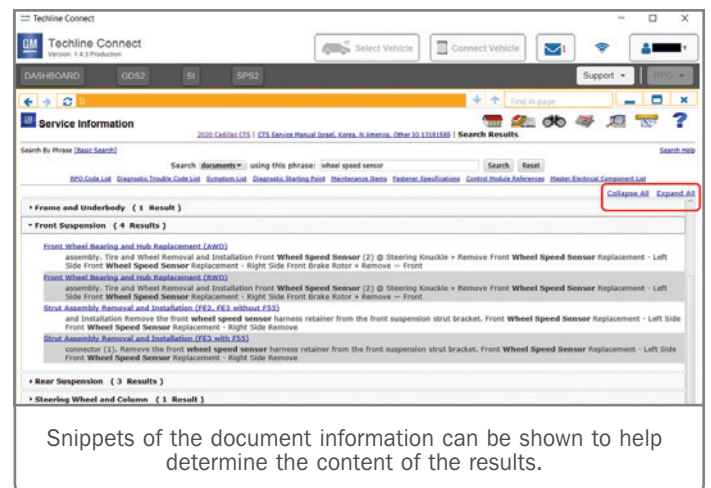 Techline Connect
GM Techline Connect
Version: 1.4.3 Production
Select Vehicle
Connect Vehicle
1
DASHBOARD GDS2 SI SPS2 Support RPO
SI Find in page
Service Information
2020 Cadillac CTS | CTS Service Manual Israel, Korea, N America, Other IO 13181585 | Search Results
Search By Phrase [Basic Search] Search Help
Search documents using this phrase: wheel speed sensor Search Reset
RPO Code List Diagnostic Trouble Code List Symptom List Diagnostic Starting Point Maintenance Items Fastener Specifications Control Module References Master Electrical Component List
Collapse All Expand All
Frame and Underbody ( 1 Result )
Front Suspension ( 4 Results )
Front Wheel Bearing and Hub Replacement (AWD)
assembly. Tire and Wheel Removal and Installation Front Wheel Speed Sensor (2) @ Steering Knuckle » Remove Front Wheel Speed Sensor Replacement - Left
Side Front Wheel Speed Sensor Replacement - Right Side Front Brake Rotor » Remove — Front
Front Wheel Bearing and Hub Replacement (RWD)
assembly. Tire and Wheel Removal and Installation Front Wheel Speed Sensor (2) @ Steering Knuckle » Remove Front Wheel Speed Sensor Replacement - Left
Side Front Wheel Speed Sensor Replacement - Right Side Front Brake Rotor » Remove — Front
Strut Assembly Removal and Installation (FE2, FE3 without F55)
and Installation Remove the front wheel speed sensor harness retainer from the front suspension strut bracket. Front Wheel Speed Sensor Replacement - Left Side
Front Wheel Speed Sensor Replacement - Right Side Remove
Strut Assembly Removal and Installation (FE3 with F55)
connector (1). Remove the front wheel speed sensor harness retainer from the front suspension strut bracket. Front Wheel Speed Sensor Replacement - Left Side
Front Wheel Speed Sensor Replacement - Right Side Remove
Rear Suspension ( 3 Results )
Steering Wheel and Column ( 1 Result )
Snippets of the document information can be shown to help
determine the content of the results.